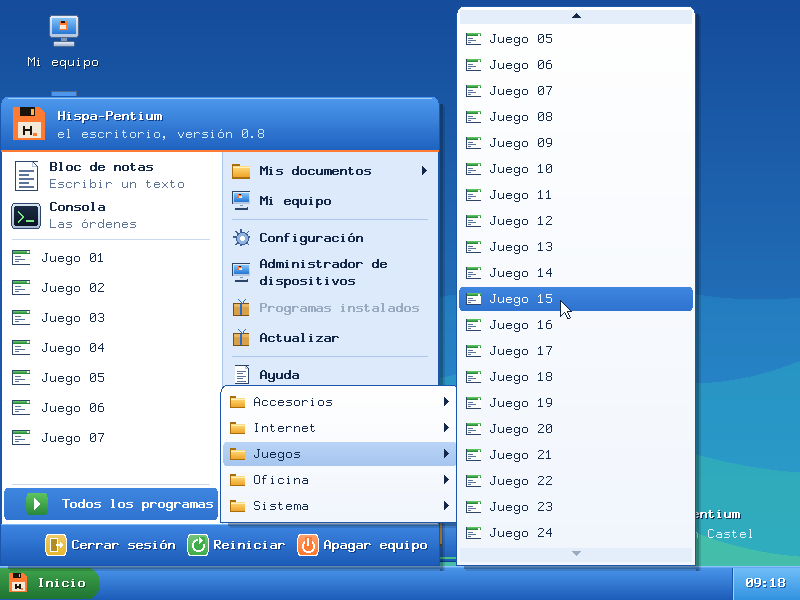 Mi equipo
Hispa-Pentium
el escritorio, versión 0.8
Bloc de notas
Escribir un texto
Consola
Las órdenes
Juego 01
Juego 02
Juego 03
Juego 04
Juego 05
Juego 06
Juego 07
Todos los programas
Mis documentos
Mi equipo
Configuración
Administrador de
dispositivos
Programas instalados
Actualizar
Ayuda
Accesorios
Internet
Juegos
Oficina
Sistema
Juego 05
Juego 06
Juego 07
Juego 08
Juego 09
Juego 10
Juego 11
Juego 12
Juego 13
Juego 14
Juego 15
Juego 16
Juego 17
Juego 18
Juego 19
Juego 20
Juego 21
Juego 22
Juego 23
Juego 24
entium
Castel
Cerrar sesión
Reiniciar
Apagar equipo
H.
Inicio
09:18